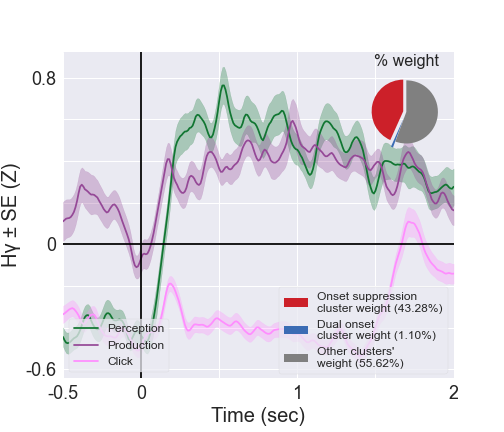 % weight
0.8
0
-0.6
Hγ ± SE (Z)
Perception
Production
Click
Onset suppression
cluster weight (43.28%)
Dual onset
cluster weight (1.10%)
Other clusters'
weight (55.62%)
-0.5
0
1
2
Time (sec)